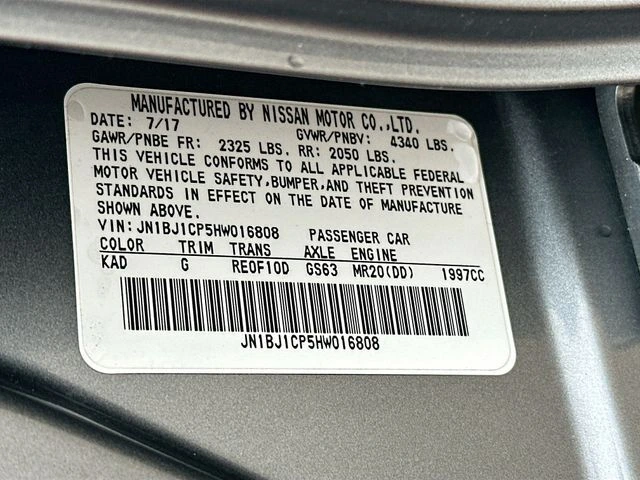 MANUFACTURED BY NISSAN MOTOR CO.,LTD.
DATE: 7/17 GVWR/PNBV: 4340 LBS.
GAWR/PNBE FR: 2325 LBS. RR: 2050 LBS.
THIS VEHICLE CONFORMS TO ALL APPLICABLE FEDERAL
MOTOR VEHICLE SAFETY,BUMPER,AND THEFT PREVENTION
STANDARDS IN EFFECT ON THE DATE OF MANUFACTURE
SHOWN ABOVE.
VIN: JN1BJ1CP5HW016808 PASSENGER CAR
COLOR TRIM TRANS AXLE ENGINE
KAD G RE0F10D GS63 MR20(DD) 1997CC
JN1BJ1CP5HW016808